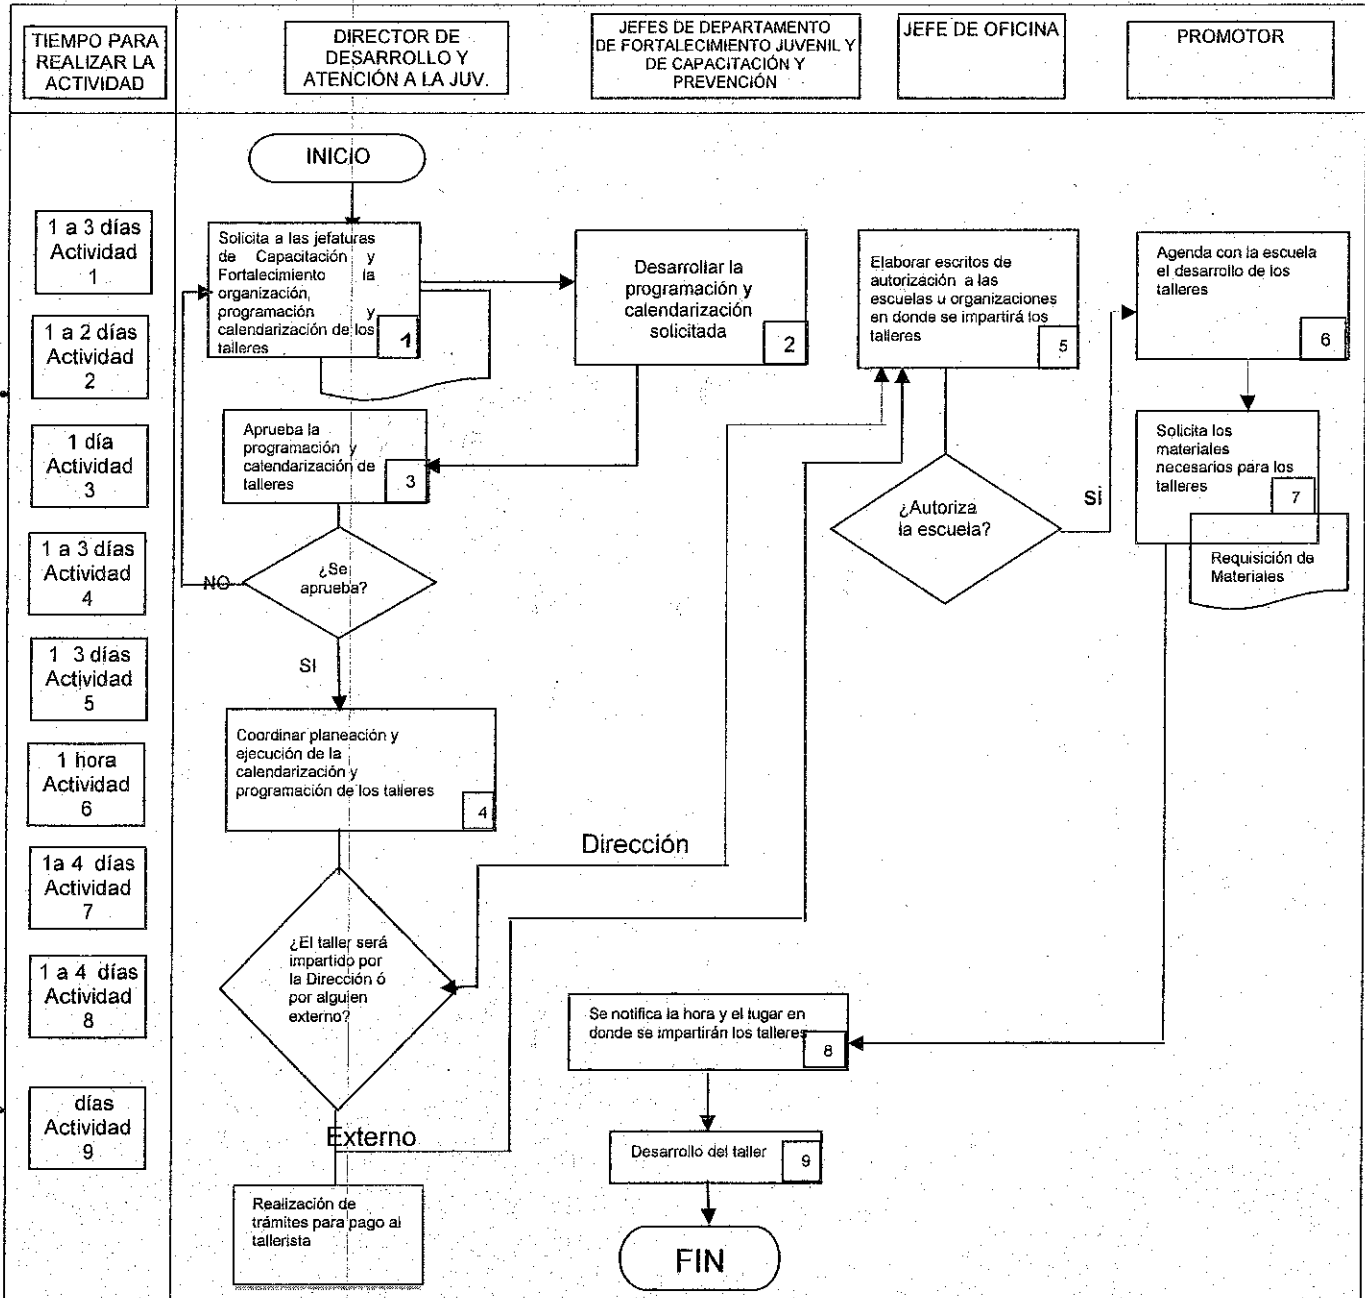 TIEMPO PARA
REALIZAR LA
ACTIVIDAD
DIRECTOR DE
DESARROLLO Y
ATENCIÓN A LA JUV.
JEFES DE DEPARTAMENTO
DE FORTALECIMIENTO JUVENIL Y
DE CAPACITACIÓN Y
PREVENCIÓN
JEFE DE OFICINA
PROMOTOR
1 a 3 días
Actividad
1
1 a 2 días
Actividad
2
1 día
Actividad
3
1 a 3 días
Actividad
4
1 3 días
Actividad
5
1 hora
Actividad
6
1a 4 días
Actividad
7
1 a 4 días
Actividad
8
días
Actividad
9
INICIO
Solicita a las jefaturas
de Capacitación y
Fortalecimiento la
organización,
programación y
calendarización de los
talleres
1
Desarrollar la
programación y
calendarización
solicitada
2
Aprueba la
programación y
calendarización de
talleres
3
¿Se
aprueba?
NO
SI
Coordinar planeación y
ejecución de la
calendarización y
programación de los talleres
4
¿El taller será
impartido por
la Dirección ó
por alguien
externo?
Dirección
Externo
Realización de
trámites para pago al
tallerista
Elaborar escritos de
autorización a las
escuelas u organizaciones
en donde se impartirá los
talleres
5
¿Autoriza
la escuela?
SI
Agenda con la escuela
el desarrollo de los
talleres
6
Solicita los
materiales
necesarios para los
talleres
7
Requisición de
Materiales
Se notifica la hora y el lugar en
donde se impartirán los talleres
8
Desarrollo del taller
9
FIN